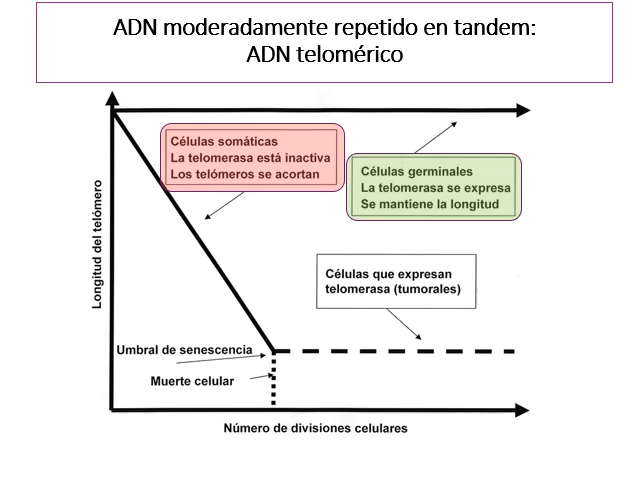 ADN moderadamente repetido en tandem:
ADN telomérico
Células somáticas
La telomerasa está inactiva
Los telómeros se acortan
Células germinales
La telomerasa se expresa
Se mantiene la longitud
Longitud del telómero
Células que expresan
telomerasa (tumorales)
Umbral de senescencia
Muerte celular
Número de divisiones celulares